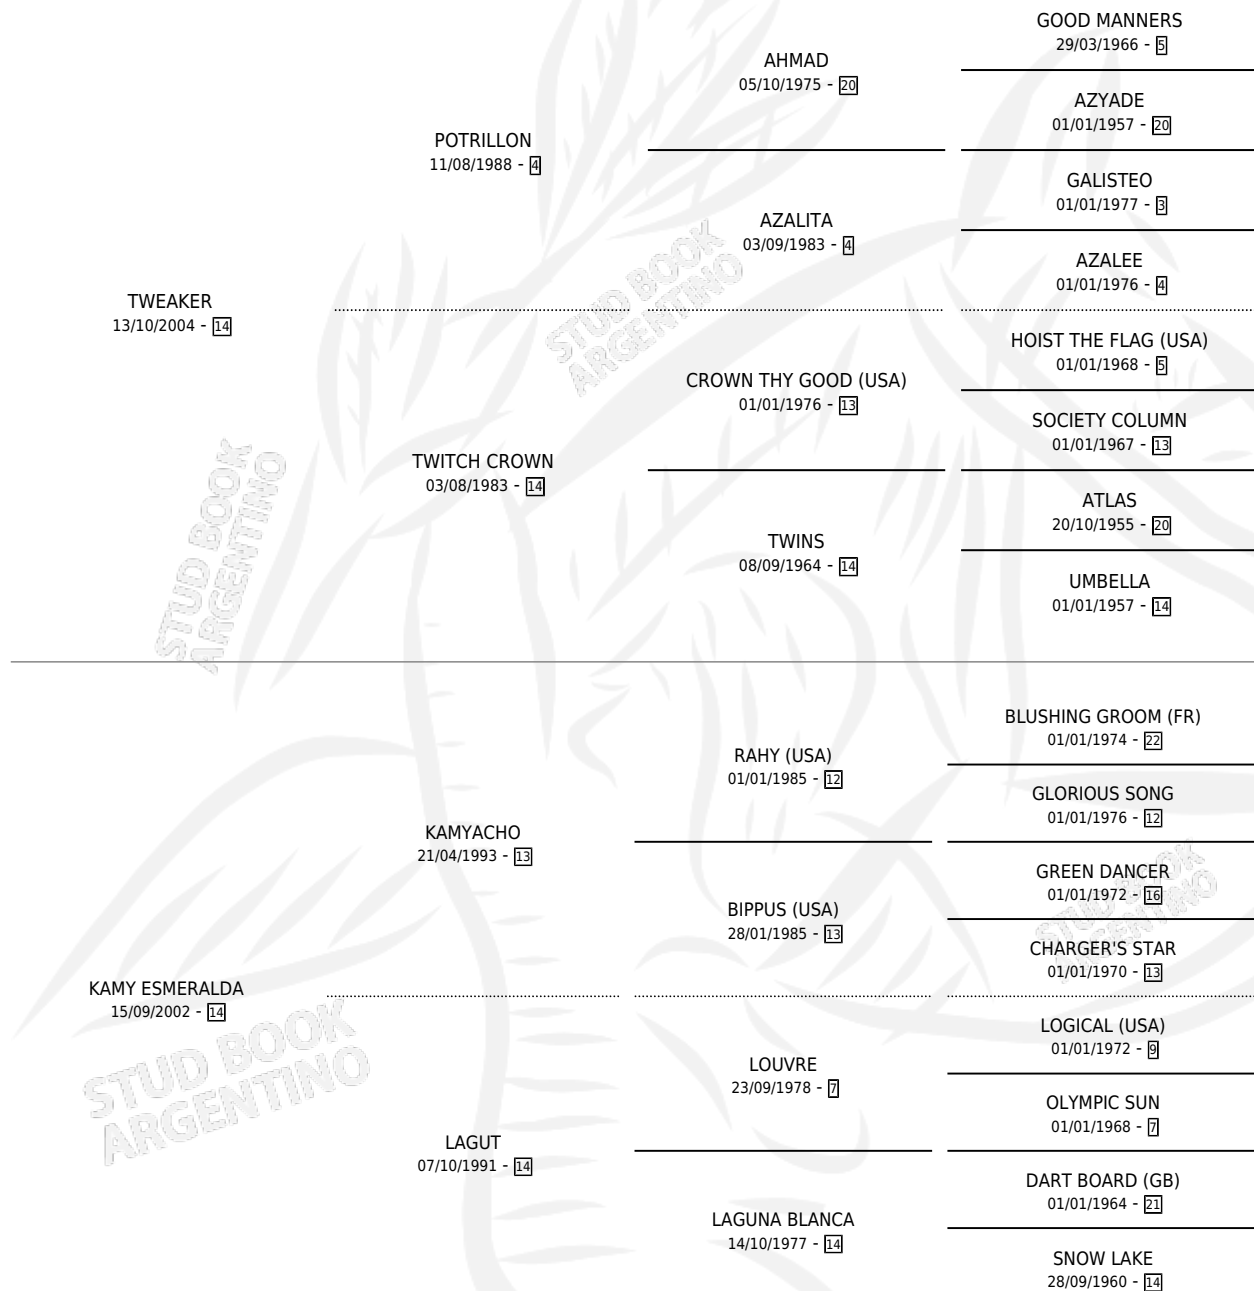 GOOD MANNERS
29/03/1966 - 5
AHMAD
05/10/1975 - 20
AZYADE
01/01/1957 - 20
POTRILLON
11/08/1988 - 4
GALISTEO
01/01/1977 - 3
AZALITA
03/09/1983 - 4
AZALEE
01/01/1976 - 4
TWEAKER
13/10/2004 - 14
HOIST THE FLAG (USA)
01/01/1968 - 5
CROWN THY GOOD (USA)
01/01/1976 - 13
SOCIETY COLUMN
01/01/1967 - 13
TWITCH CROWN
03/08/1983 - 14
ATLAS
20/10/1955 - 20
TWINS
08/09/1964 - 14
UMBELLA
01/01/1957 - 14
STUD BOOK
ARGENTINO
STUD BOOK
ARGENTINO
BLUSHING GROOM (FR)
01/01/1974 - 22
RAHY (USA)
01/01/1985 - 12
GLORIOUS SONG
01/01/1976 - 12
KAMYACHO
21/04/1993 - 13
GREEN DANCER
01/01/1972 - 16
BIPPUS (USA)
28/01/1985 - 13
CHARGER'S STAR
01/01/1970 - 13
STUD BOOK
ARGENTINO
KAMY ESMERALDA
15/09/2002 - 14
LOGICAL (USA)
01/01/1972 - 9
LOUVRE
23/09/1978 - 7
OLYMPIC SUN
01/01/1968 - 7
LAGUT
07/10/1991 - 14
DART BOARD (GB)
01/01/1964 - 21
LAGUNA BLANCA
14/10/1977 - 14
SNOW LAKE
28/09/1960 - 14
STUD BOOK
ARGENTINO